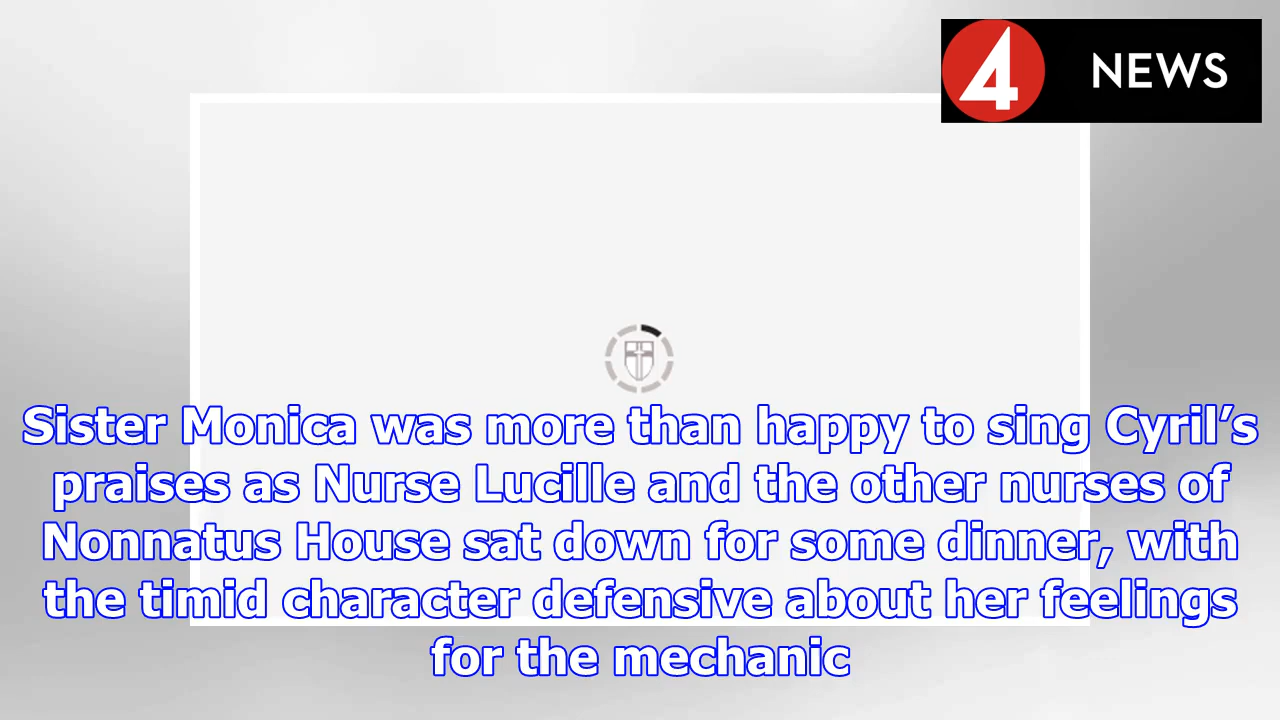 4 NEWS
Sister Monica was more than happy to sing Cyril’s
praises as Nurse Lucille and the other nurses of
Nonnatus House sat down for some dinner, with
the timid character defensive about her feelings
for the mechanic